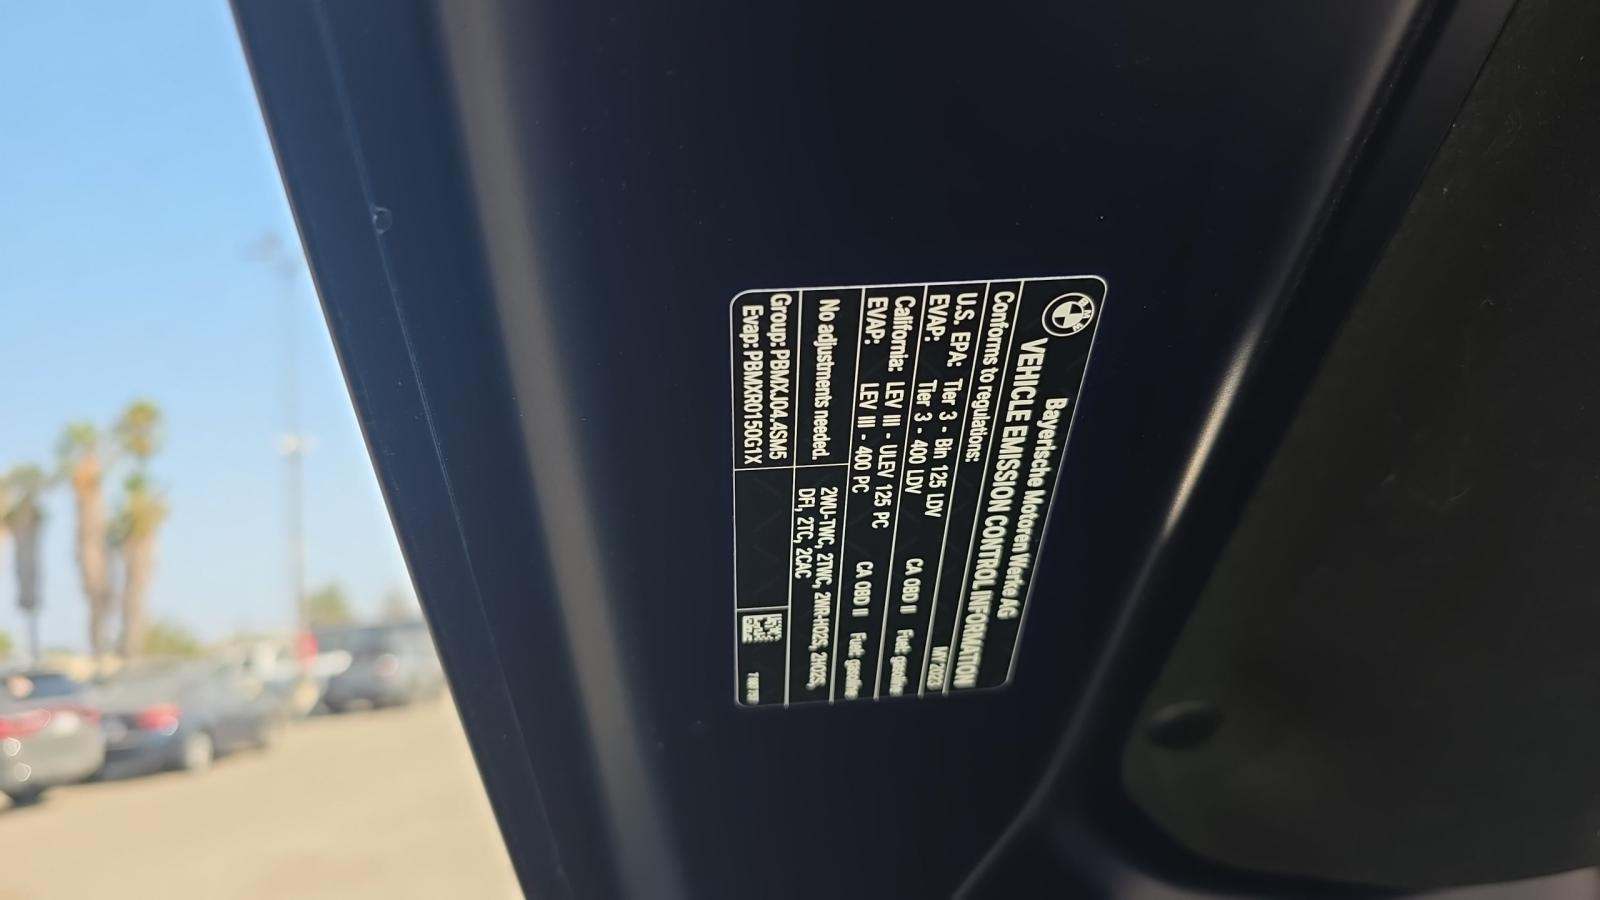 BMW
Bayerische Motoren Werke AG
VEHICLE EMISSION CONTROL INFORMATION
Conforms to regulations: MY 2023
U.S. EPA: Tier 3 - Bin 125 LDV
EVAP: Tier 3 - 400 LDV CA OBD II Fuel: gasoline
California: LEV III - ULEV 125 PC
EVAP: LEV III - 400 PC CA OBD II Fuel: gasoline
No adjustments needed.
2WU-TWC, 2TWC, 2WR-HO2S, 2HO2S,
DFI, 2TC, 2CAC
Group: PBMXJ04.4SM5
Evap: PBMXR0150G1X